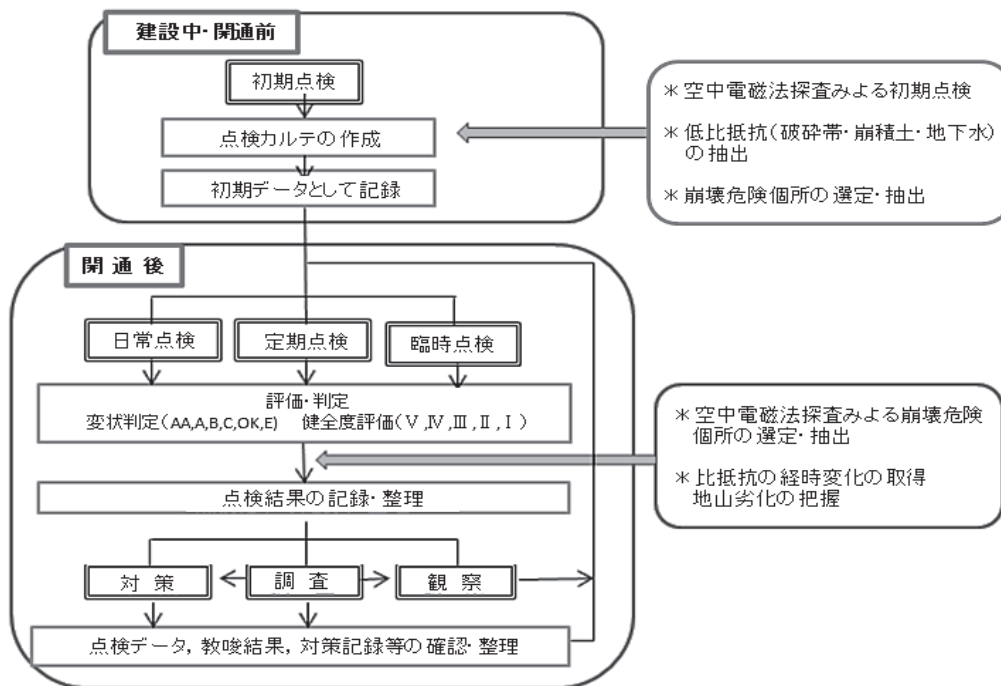 建設中・開通前
初期点検
点検カルテの作成
初期データとして記録
＊空中電磁法探査みよる初期点検
＊低比抵抗(破砕帯・崩積土・地下水)
の抽出
＊崩壊危険個所の選定・抽出
開 通 後
日常点検
定期点検
臨時点検
評価・判定
変状判定(AA,A,B,C,OK,E) 健全度評価(Ⅴ,Ⅳ,Ⅲ,Ⅱ,Ⅰ)
＊空中電磁法探査みよる崩壊危険
個所の選定・抽出
＊比抵抗の経時変化の取得
地山劣化の把握
点検結果の記録・整理
対 策
調 査
観 察
点検データ, 教唆結果, 対策記録等の確認・整理